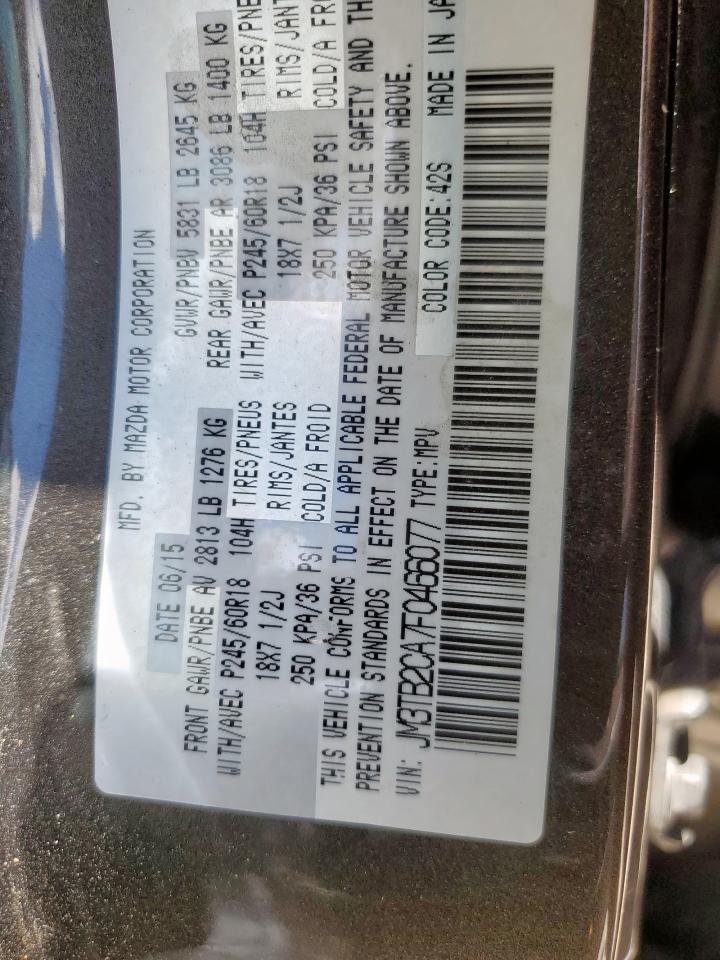 MFD. BY MAZDA MOTOR CORPORATION
DATE 06/15 GVWR/PNBV 5831 LB 2645 KG
FRONT GAWR/PNBE AV 2813 LB 1276 KG REAR GAWR/PNBE AR 3086 LB 1400 KG
WITH/AVEC P245/60R18 104H TIRES/PNEUS WITH/AVEC P245/60R18 104H TIRES/PNE
18X7 1/2J RIMS/JANTES 18X7 1/2J RIMS/JANT
250 KPA/36 PSI COLD/A FROID 250 KPA/36 PSI COLD/A FRO
THIS VEHICLE CONFORMS TO ALL APPLICABLE FEDERAL MOTOR VEHICLE SAFETY AND TH
PREVENTION STANDARDS IN EFFECT ON THE DATE OF MANUFACTURE SHOWN ABOVE.
VIN: JM3TB2CA7F0466077 TYPE:MPV COLOR CODE:42S MADE IN JA